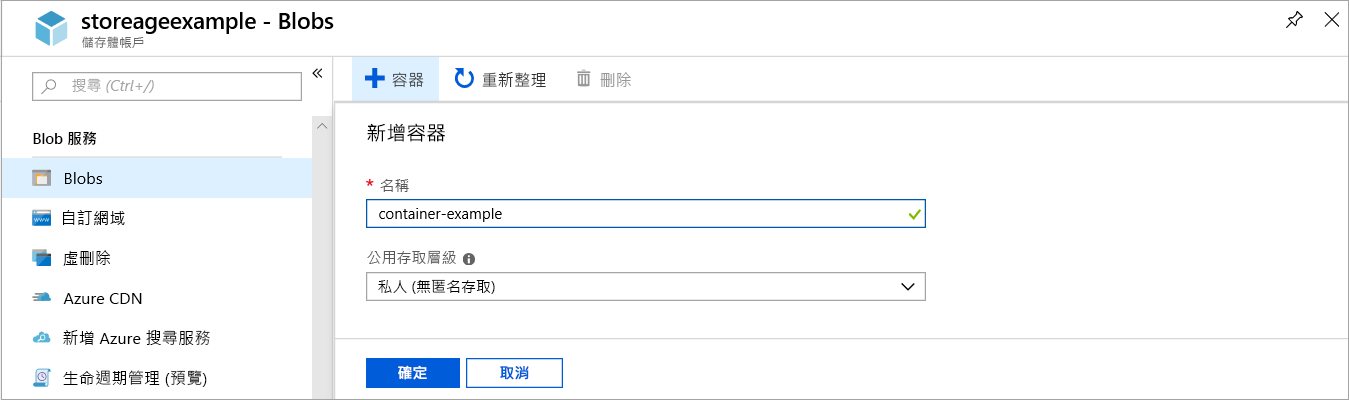 storeageexample - Blobs
儲存體帳戶
搜尋 (Ctrl+/)
Blob 服務
Blobs
自訂網域
虛刪除
Azure CDN
新增 Azure 搜尋服務
生命週期管理 (預覽)
容器
重新整理
刪除
新增容器
* 名稱
container-example
公用存取層級
私人 (無匿名存取)
確定
取消